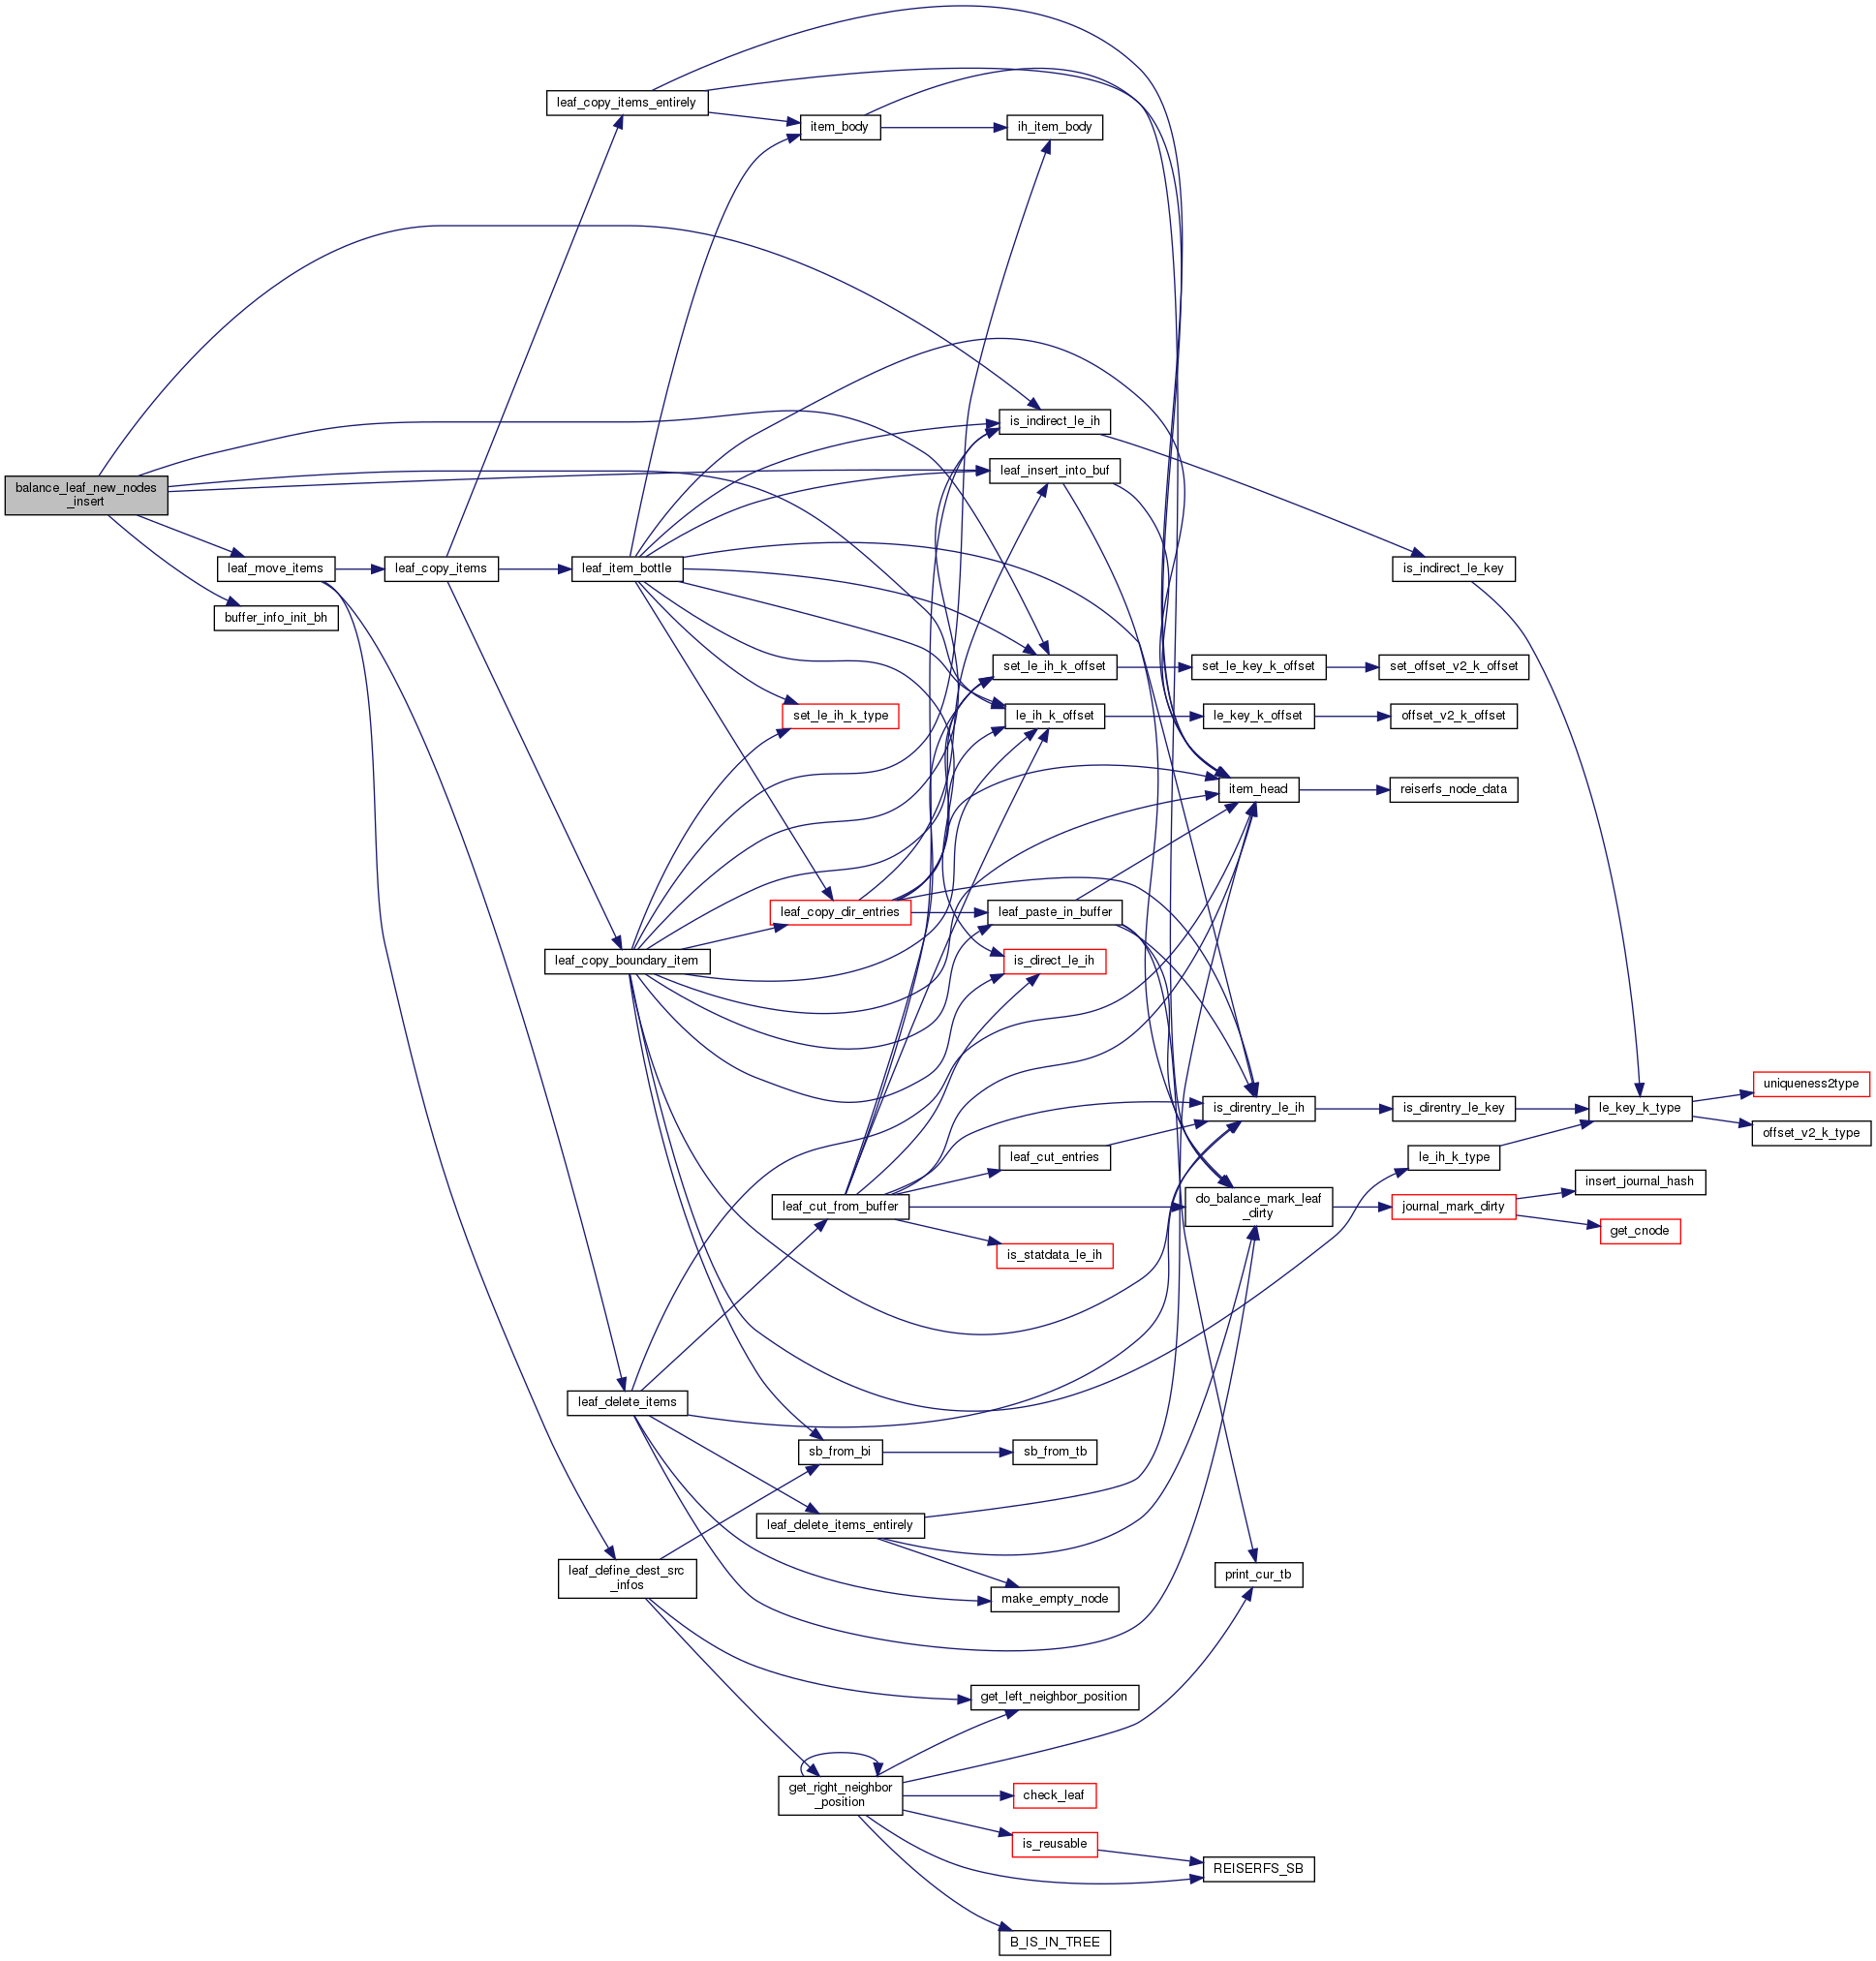 leaf_copy_items_entirely
item_body
ih_item_body
is_indirect_le_ih
leaf_insert_into_buf
balance_leaf_new_nodes
_insert
leaf_move_items
leaf_copy_items
leaf_item_bottle
is_indirect_le_key
buffer_info_init_bh
set_le_ih_k_offset
set_le_key_k_offset
set_offset_v2_k_offset
set_le_ih_k_type
le_ih_k_offset
le_key_k_offset
offset_v2_k_offset
item_head
reiserfs_node_data
leaf_copy_dir_entries
leaf_paste_in_buffer
leaf_copy_boundary_item
is_direct_le_ih
uniqueness2type
is_direntry_le_ih
is_direntry_le_key
le_key_k_type
offset_v2_k_type
leaf_cut_entries
le_ih_k_type
insert_journal_hash
leaf_cut_from_buffer
do_balance_mark_leaf
_dirty
journal_mark_dirty
get_cnode
is_statdata_le_ih
leaf_delete_items
sb_from_bi
sb_from_tb
leaf_delete_items_entirely
leaf_define_dest_src
_infos
print_cur_tb
make_empty_node
get_left_neighbor_position
get_right_neighbor
_position
check_leaf
is_reusable
REISERFS_SB
B_IS_IN_TREE